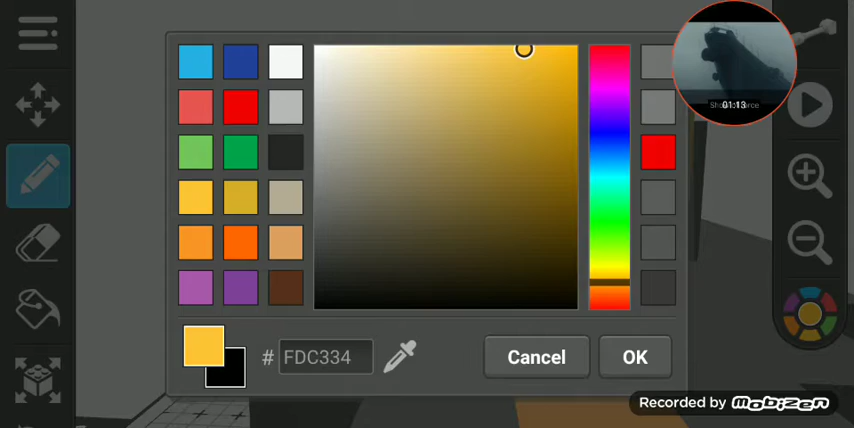 01:13
# FDC334
Cancel
OK
Recorded by MOBIZEN